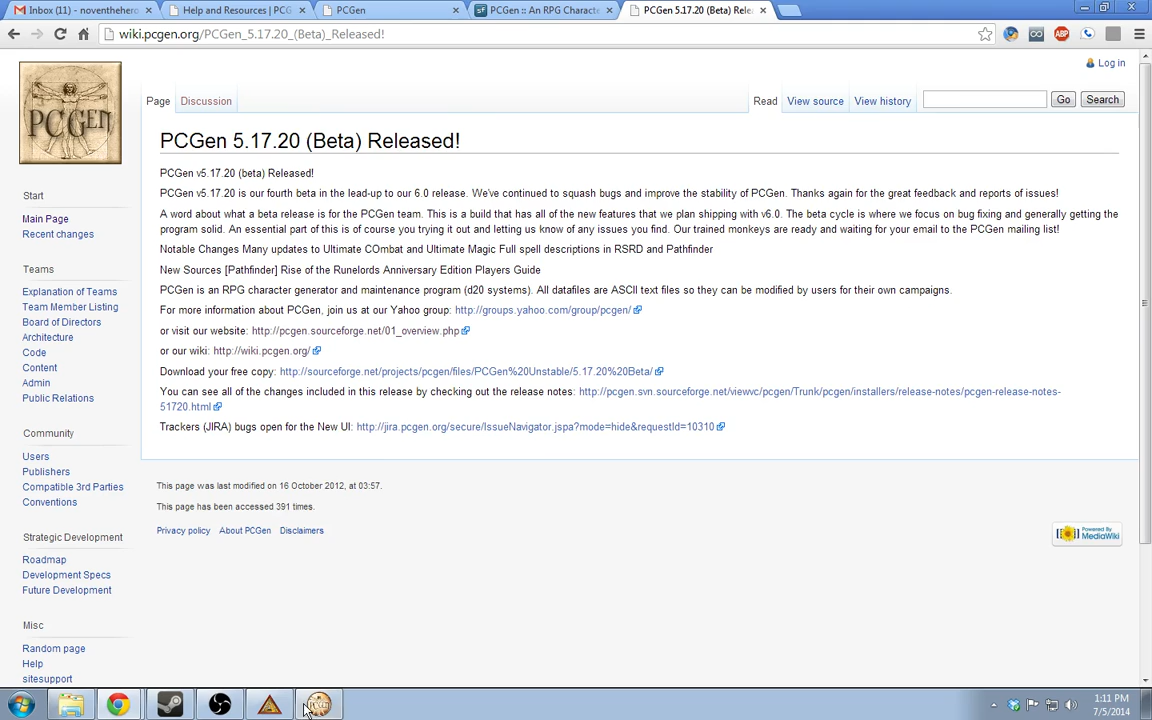 Inbox (11) - noventhehero
Help and Resources | PCG
PCGen
PCGen :: An RPG Characte
PCGen 5.17.20 (Beta) Rele
wiki.pcgen.org/PCGen_5.17.20_(Beta)_Released!
ABP
Log in
PCGEN
Page
Discussion
Read
View source
View history
Go
Search
PCGen 5.17.20 (Beta) Released!
PCGen v5.17.20 (beta) Released!
PCGen v5.17.20 is our fourth beta in the lead-up to our 6.0 release. We've continued to squash bugs and improve the stability of PCGen. Thanks again for the great feedback and reports of issues!
A word about what a beta release is for the PCGen team. This is a build that has all of the new features that we plan shipping with v6.0. The beta cycle is where we focus on bug fixing and generally getting the
program solid. An essential part of this is of course you trying it out and letting us know of any issues you find. Our trained monkeys are ready and waiting for your email to the PCGen mailing list!
Notable Changes Many updates to Ultimate COmbat and Ultimate Magic Full spell descriptions in RSRD and Pathfinder
New Sources [Pathfinder] Rise of the Runelords Anniversary Edition Players Guide
PCGen is an RPG character generator and maintenance program (d20 systems). All datafiles are ASCII text files so they can be modified by users for their own campaigns.
For more information about PCGen, join us at our Yahoo group: http://groups.yahoo.com/group/pcgen/
or visit our website: http://pcgen.sourceforge.net/01_overview.php
or our wiki: http://wiki.pcgen.org/
Download your free copy: http://sourceforge.net/projects/pcgen/files/PCGen%20Unstable/5.17.20%20Beta/
You can see all of the changes included in this release by checking out the release notes: http://pcgen.svn.sourceforge.net/viewvc/pcgen/Trunk/pcgen/installers/release-notes/pcgen-release-notes-
51720.html
Trackers (JIRA) bugs open for the New UI: http://jira.pcgen.org/secure/IssueNavigator.jspa?mode=hide&requestId=10310
This page was last modified on 16 October 2012, at 03:57.
This page has been accessed 391 times.
Privacy policy
About PCGen
Disclaimers
Powered By
MediaWiki
Start
Main Page
Recent changes
Teams
Explanation of Teams
Team Member Listing
Board of Directors
Architecture
Code
Content
Admin
Public Relations
Community
Users
Publishers
Compatible 3rd Parties
Conventions
Strategic Development
Roadmap
Development Specs
Future Development
Misc
Random page
Help
sitesupport
1:11 PM
7/5/2014